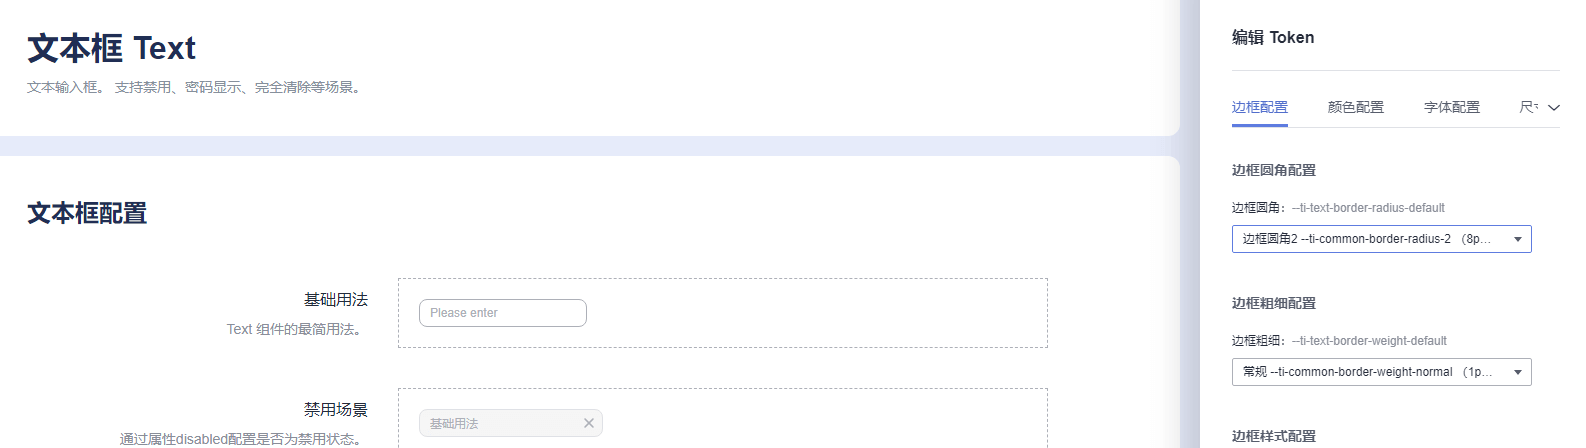 文本框 Text
文本输入框。 支持禁用、密码显示、完全清除等场景。
文本框配置
基础用法
Text 组件的最简用法。
Please enter
禁用场景
通过属性disabled配置是否为禁用状态。
基础用法
编辑 Token
边框配置 颜色配置 字体配置
边框圆角配置
边框圆角：--ti-text-border-radius-default
边框圆角2 --ti-common-border-radius-2 （8p...
边框粗细配置
边框粗细：--ti-text-border-weight-default
常规 --ti-common-border-weight-normal （1p...
边框样式配置